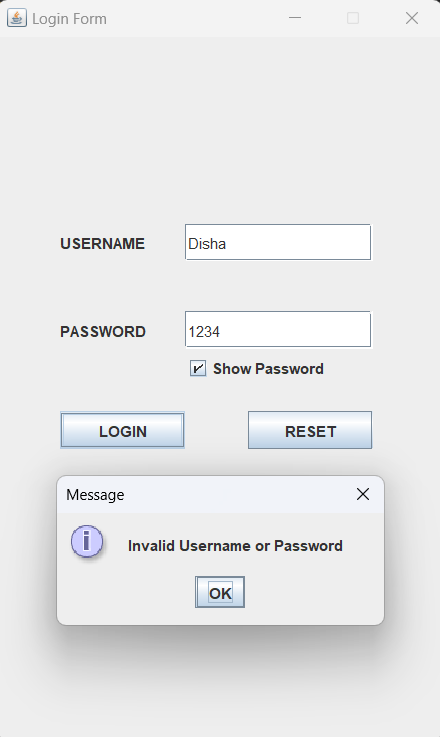 Login Form
USERNAME Disha
PASSWORD 1234
Show Password
LOGIN RESET
Message
Invalid Username or Password
OK